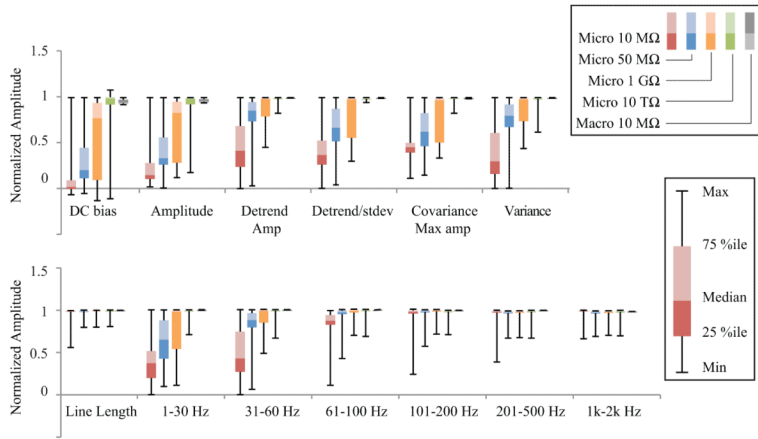 Normalized Amplitude
1.5
1
0.5
0
DC bias
Amplitude
Detrend
Amp
Detrend/stdev
Covariance
Max amp
Variance
Micro 10 MΩ
Micro 50 MΩ
Micro 1 GΩ
Micro 10 TΩ
Macro 10 MΩ
Max
75 %ile
Median
25 %ile
Min
Normalized Amplitude
1.5
1
0.5
0
Line Length
1-30 Hz
31-60 Hz
61-100 Hz
101-200 Hz
201-500 Hz
1k-2k Hz